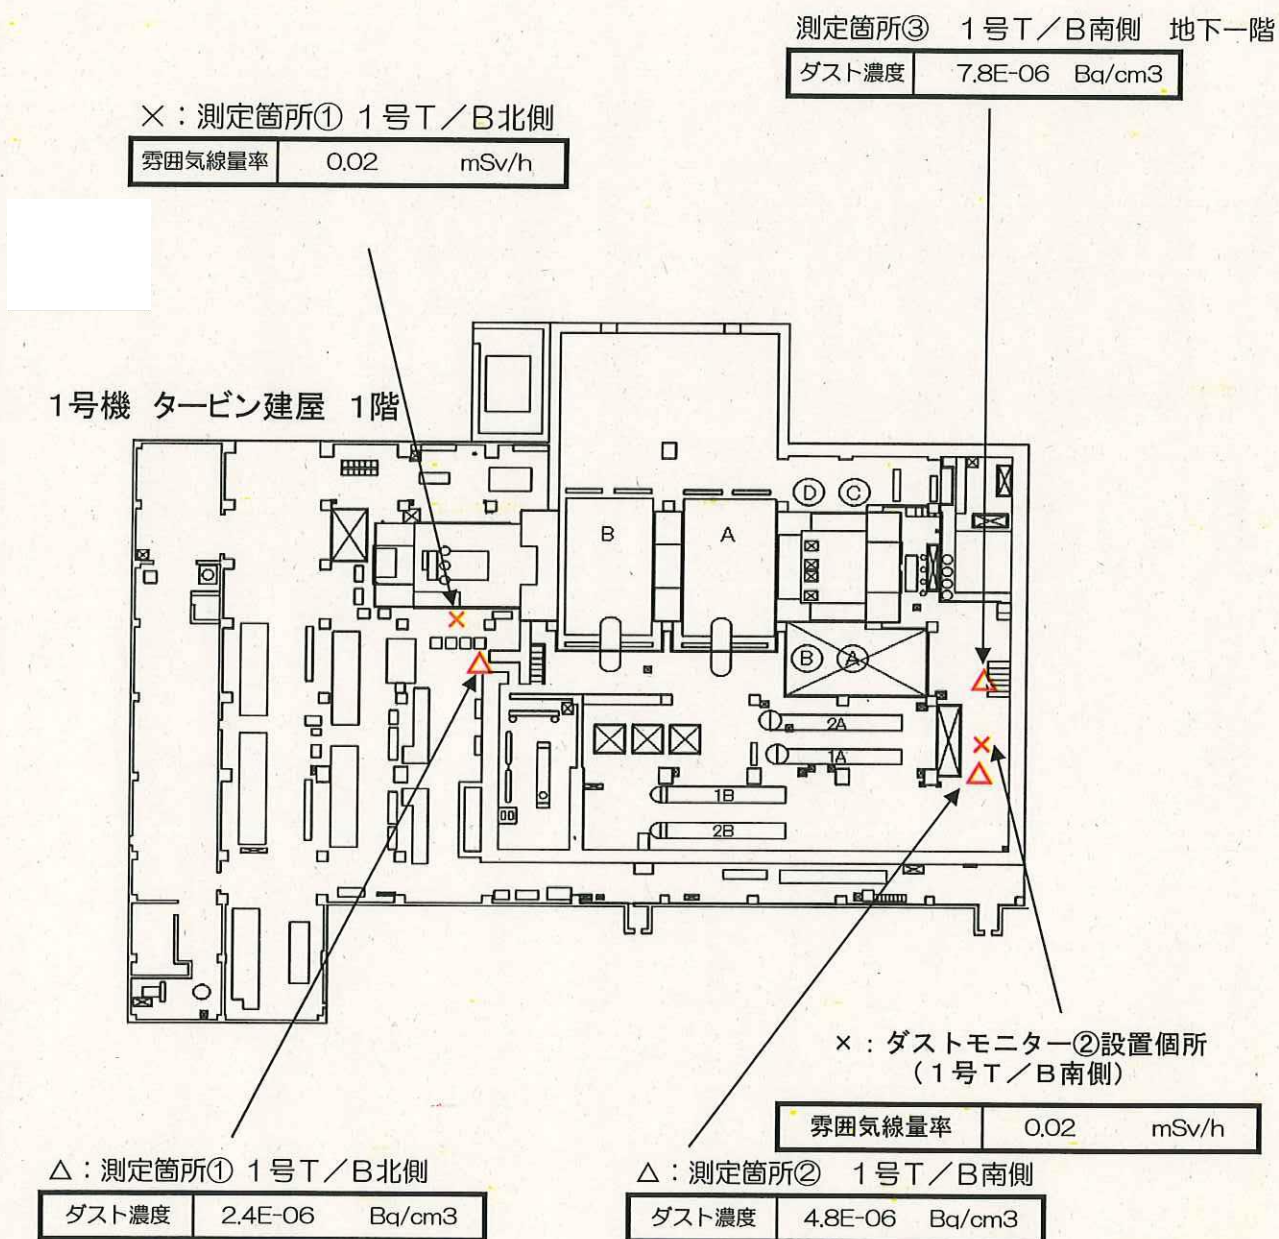 測定箇所③ 1号T/B南側 地下一階
ダスト濃度 7.8E-06 Bq/cm3
×:測定箇所① 1号T/B北側
雰囲気線量率 0.02 mSv/h
1号機 タービン建屋 1階
D C
B A
B A
2A
1A
1B
2B
×:ダストモニター②設置個所
(1号T/B南側)
雰囲気線量率 0.02 mSv/h
△:測定箇所① 1号T/B北側
ダスト濃度 2.4E-06 Bq/cm3
△:測定箇所② 1号T/B南側
ダスト濃度 4.8E-06 Bq/cm3